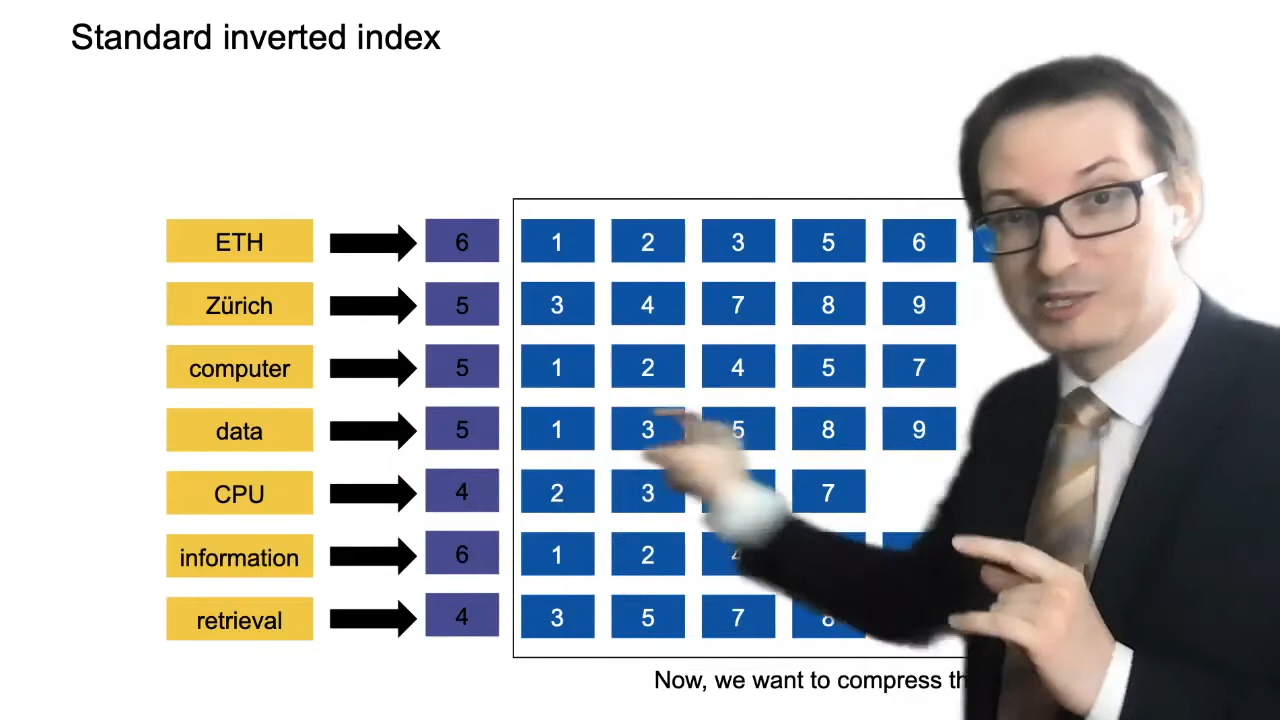 Standard inverted index
ETH 6 1 2 3 5 6
Zürich 5 3 4 7 8 9
computer 5 1 2 4 5 7
data 5 1 3 5 8 9
CPU 4 2 3 7
information 6 1 2 4
retrieval 4 3 5 7 8
Now, we want to compress